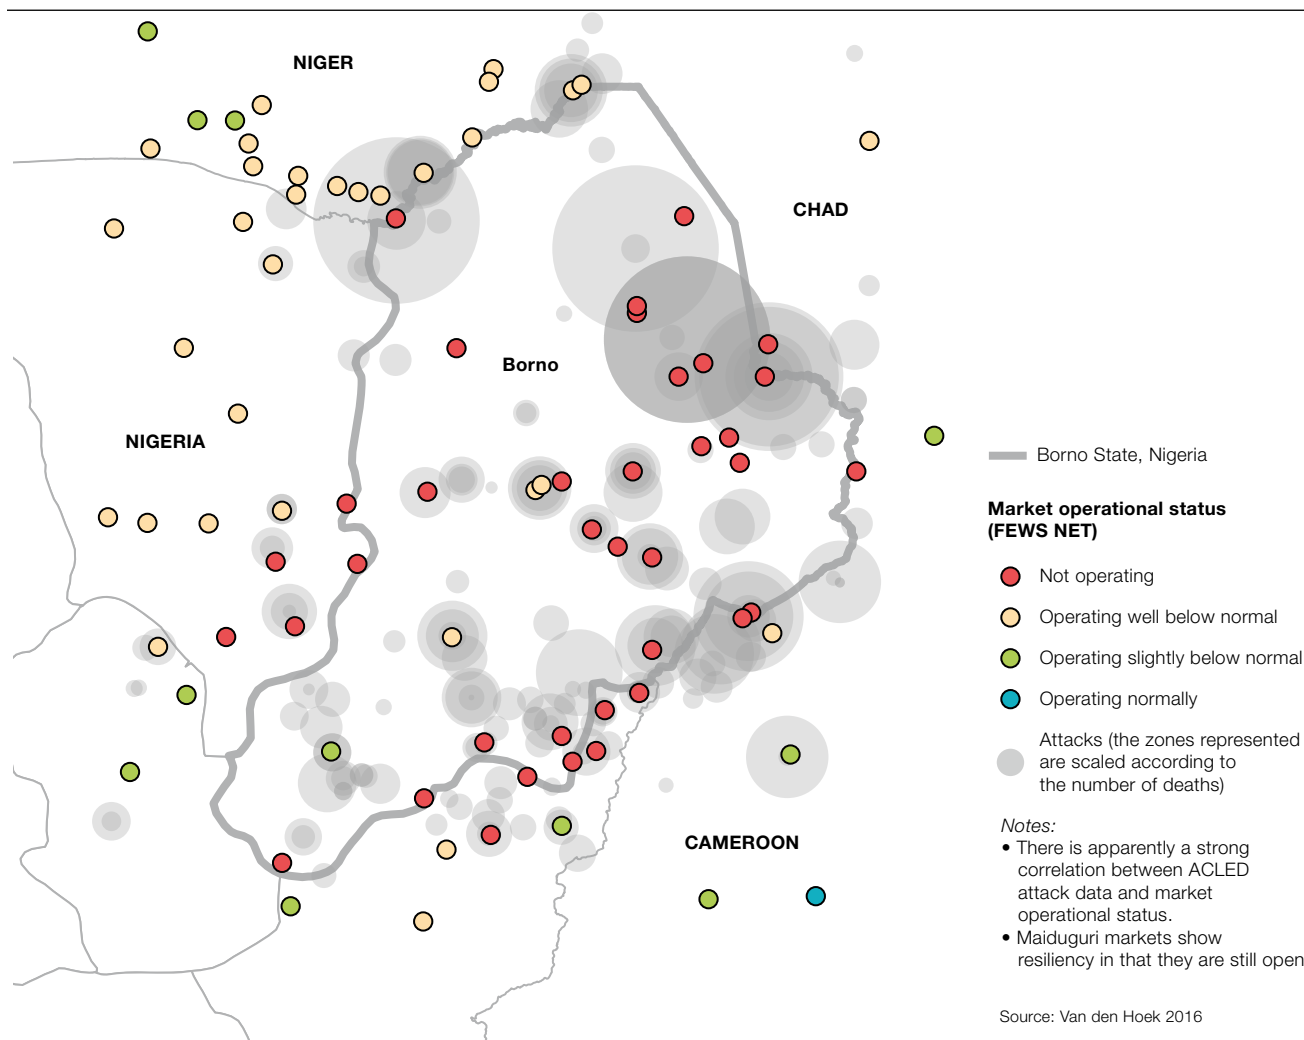 NIGER
CHAD
Borno
NIGERIA
CAMEROON
Borno State, Nigeria
Market operational status
(FEWS NET)
Not operating
Operating well below normal
Operating slightly below normal
Operating normally
Attacks (the zones represented
are scaled according to
the number of deaths)
Notes:
• There is apparently a strong
correlation between ACLED
attack data and market
operational status.
• Maiduguri markets show
resiliency in that they are still open
Source: Van den Hoek 2016